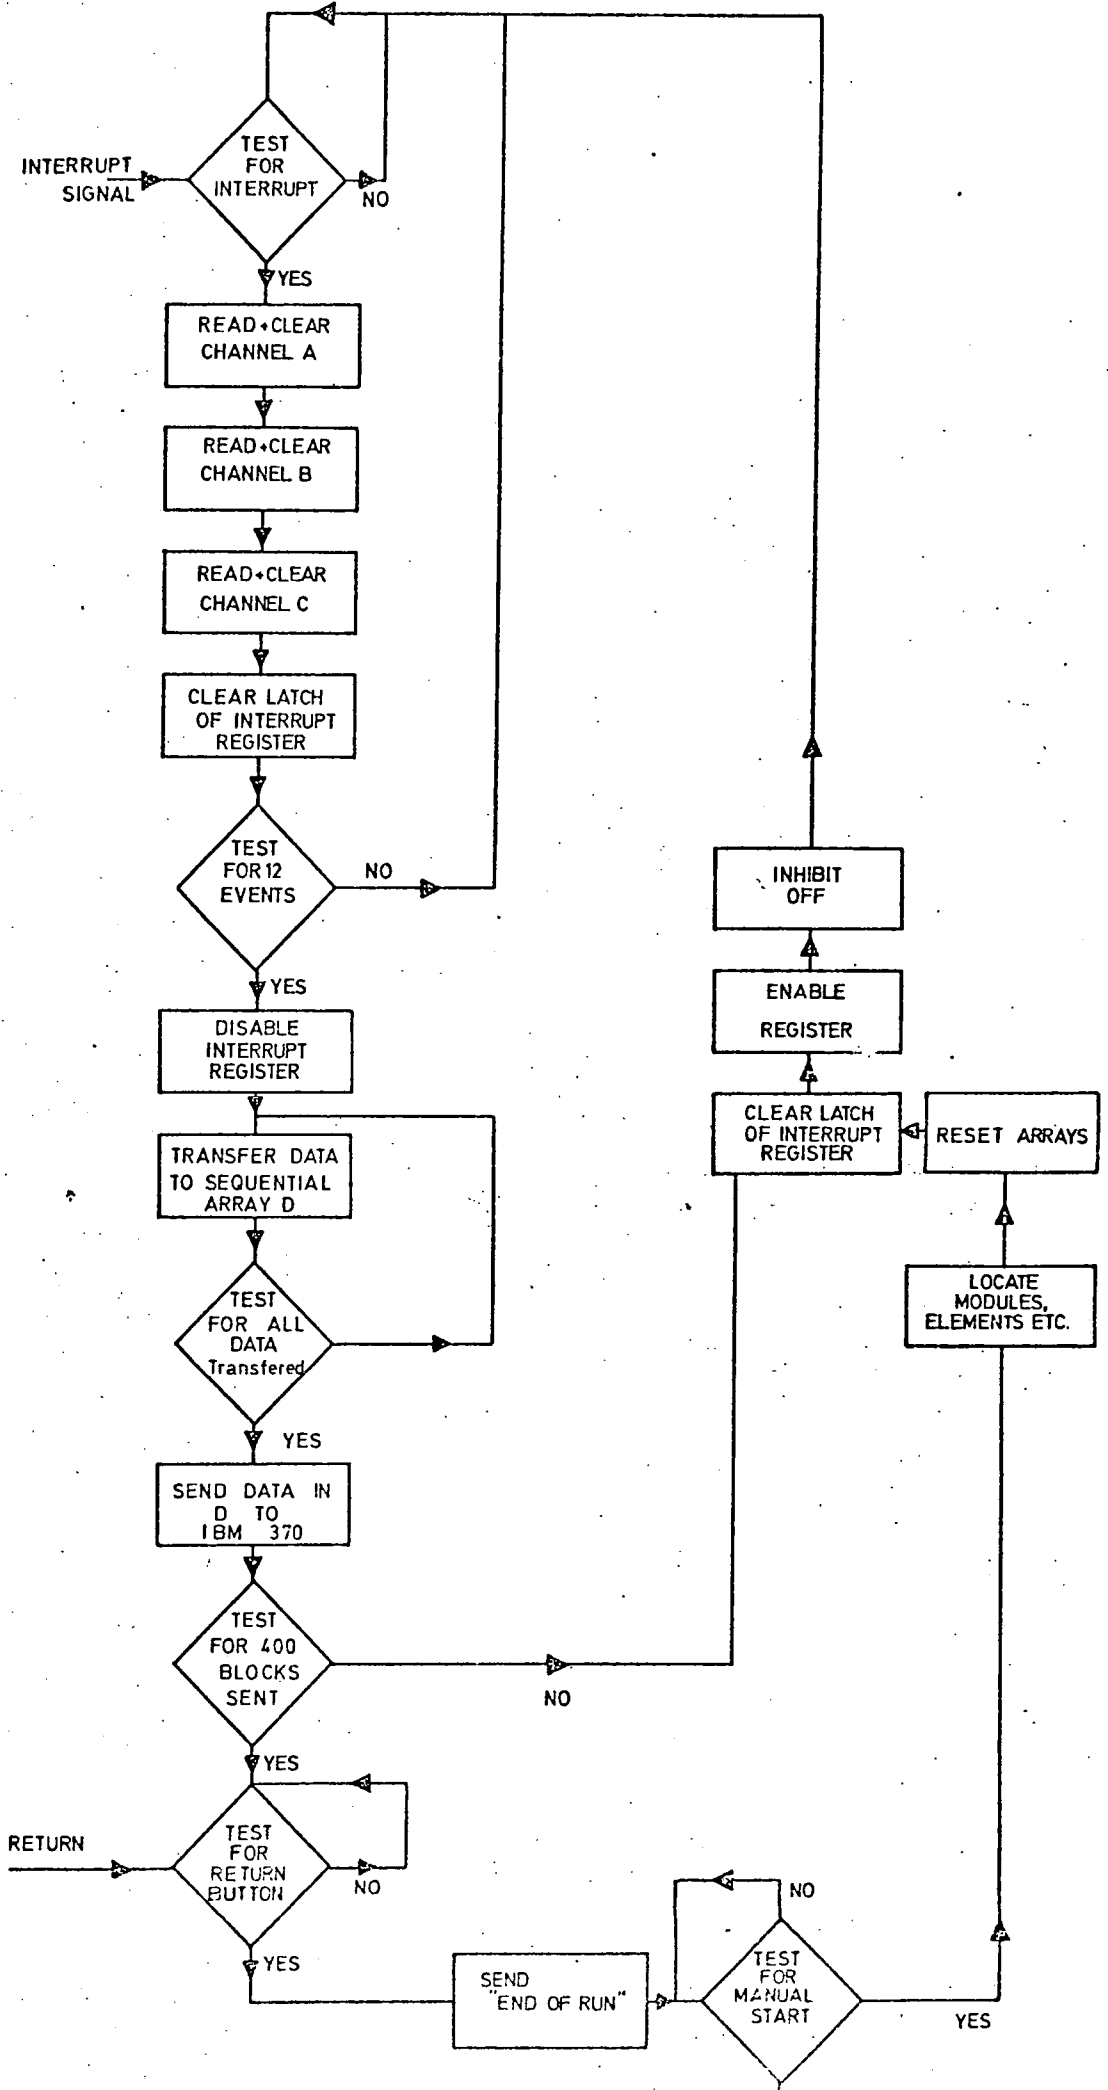 TEST
FOR
INTERRUPT
INTERRUPT
SIGNAL
NO
YES
READ+CLEAR
CHANNEL A
READ+CLEAR
CHANNEL B
READ+CLEAR
CHANNEL C
CLEAR LATCH
OF INTERRUPT
REGISTER
TEST
FOR 12
EVENTS
NO
YES
DISABLE
INTERRUPT
REGISTER
TRANSFER DATA
TO SEQUENTIAL
ARRAY D
TEST
FOR ALL
DATA
Transfered
YES
SEND DATA IN
D TO
IBM 370
TEST
FOR 400
BLOCKS
SENT
NO
YES
RETURN
TEST
FOR
RETURN
BUTTON
NO
YES
SEND
"END OF RUN"
NO
TEST
FOR
MANUAL
START
YES
LOCATE
MODULES,
ELEMENTS ETC.
RESET ARRAYS
CLEAR LATCH
OF INTERRUPT
REGISTER
ENABLE
REGISTER
INHIBIT
OFF